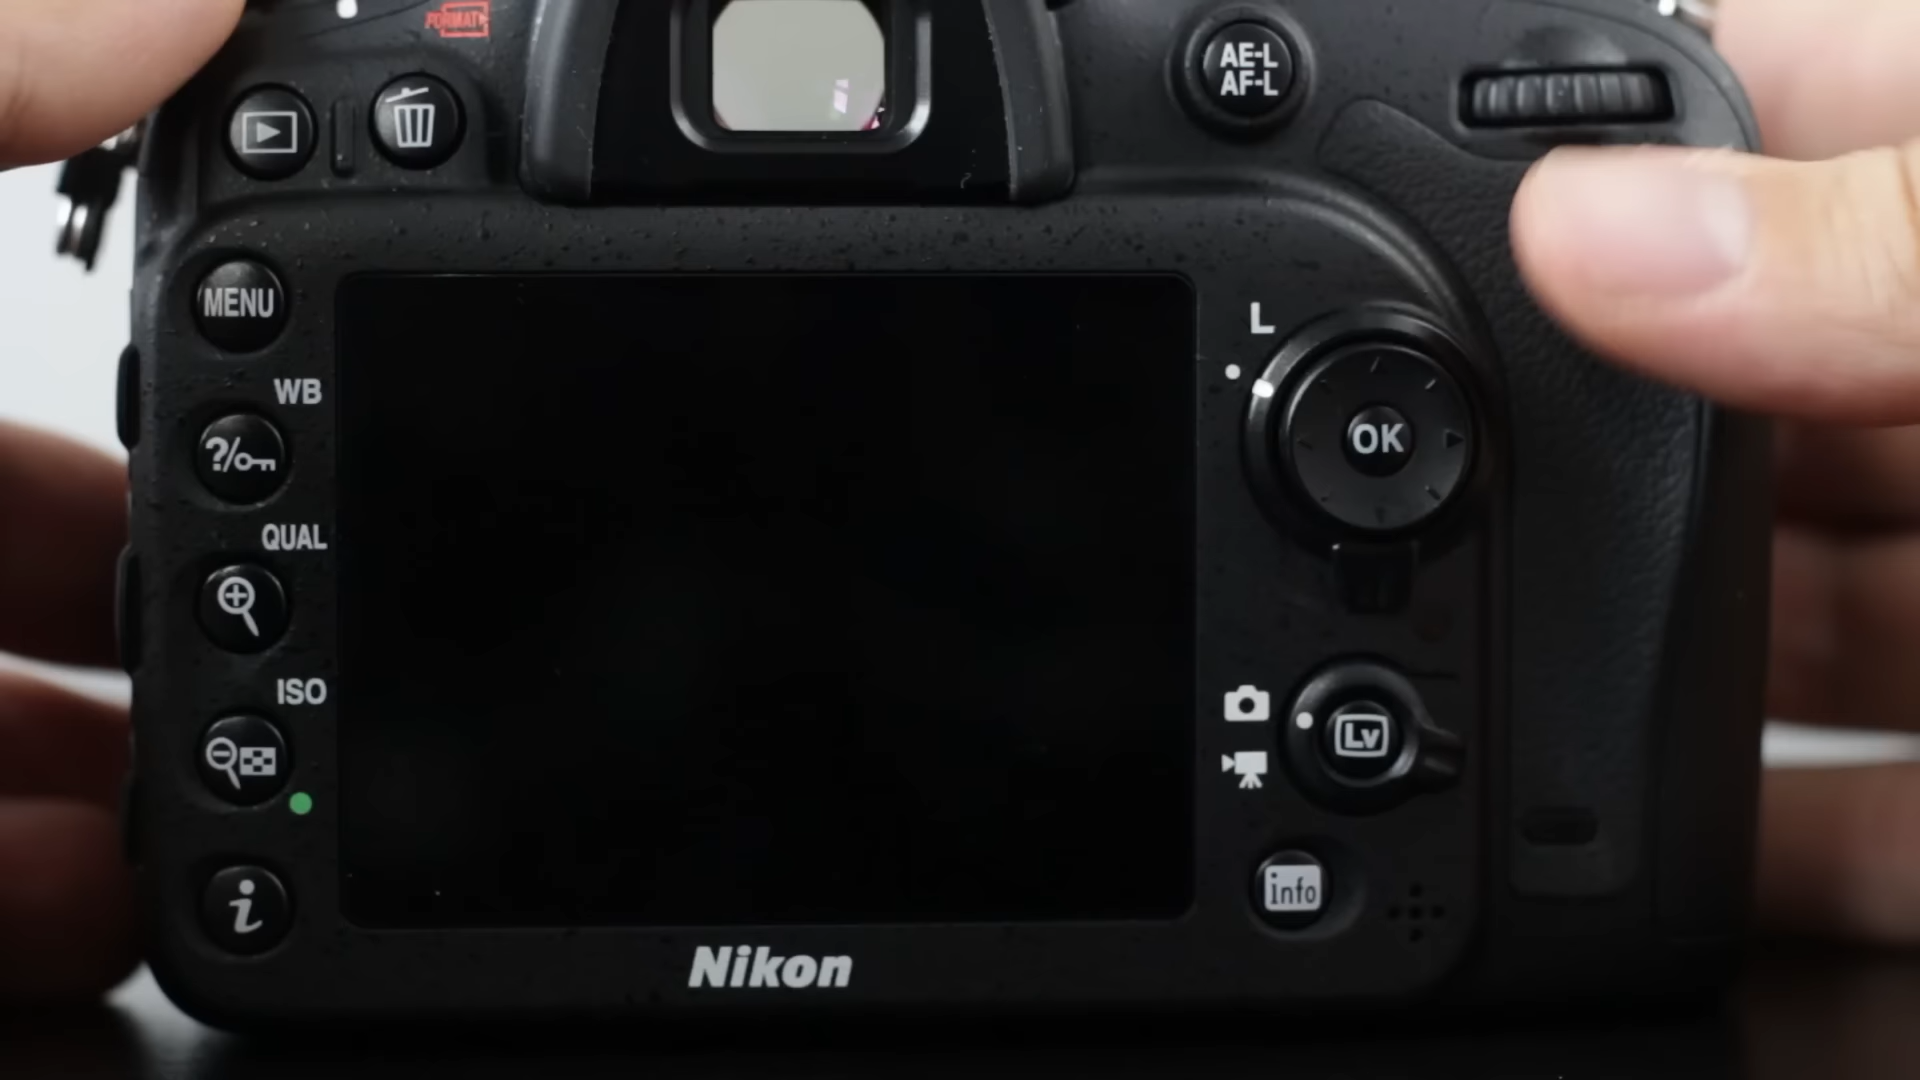 FORMAT
AE-L
AF-L
MENU
L
WB
OK
?/
QUAL
ISO
Lv
i
info
Nikon